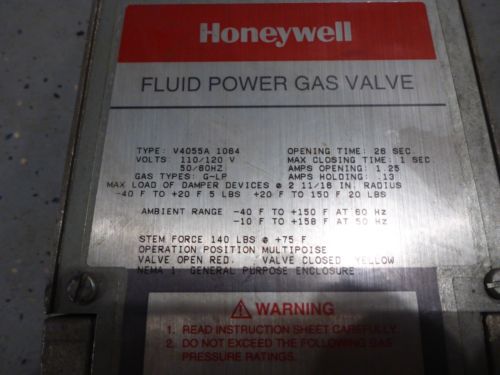 Honeywell
FLUID POWER GAS VALVE
TYPE: V4055A 1064 OPENING TIME: 26 SEC.
VOLTS: 110/120 V MAX CLOSING TIME: 1 SEC
50/60HZ AMPS OPENING: 1.25
GAS TYPES: G-LP AMPS HOLDING: .13
MAX LOAD OF DAMPER DEVICES @ 2 11/16 IN. RADIUS
-40 F TO +20 F 5 LBS +20 F TO 150 F 20 LBS
AMBIENT RANGE -40 F TO +150 F AT 60 Hz
-10 F TO +158 F AT 50 Hz
STEM FORCE 140 LBS @ +75 F
OPERATION POSITION MULTIPOISE
VALVE OPEN RED. VALVE CLOSED YELLOW
NEMA 1 GENERAL PURPOSE ENCLOSURE
WARNING
1. READ INSTRUCTION SHEET CAREFULLY.
2. DO NOT EXCEED THE FOLLOWING GAS
PRESSURE RATINGS.